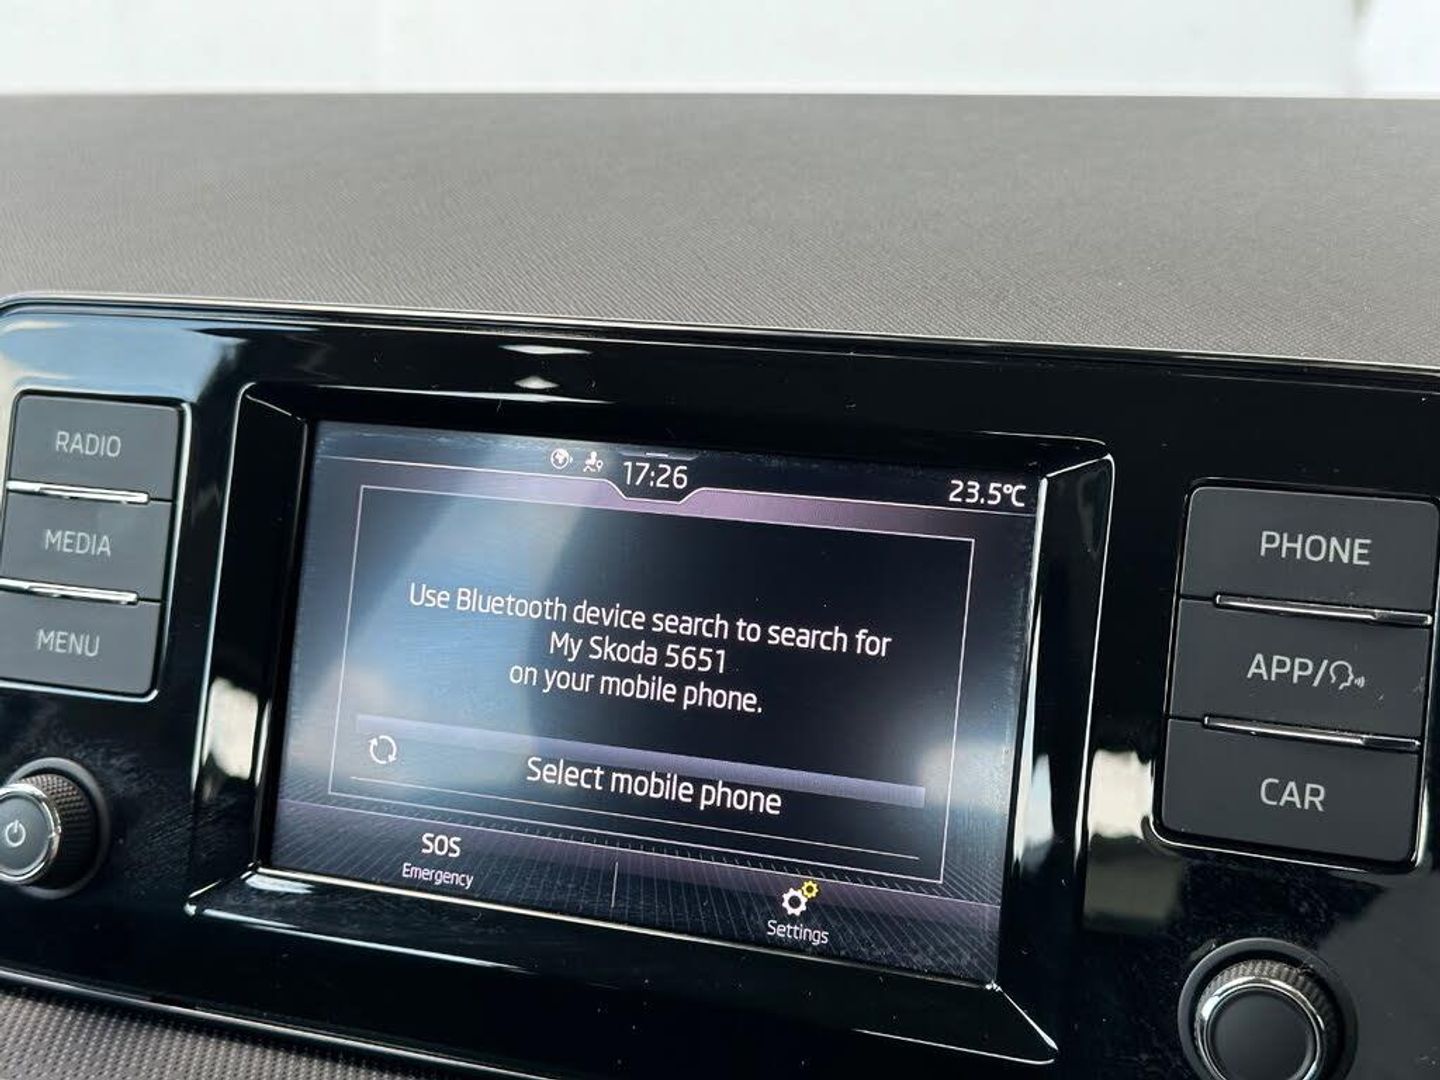 RADIO
MEDIA
MENU
17:26
23.5°C
Use Bluetooth device search to search for
My Skoda 5651
on your mobile phone.
Select mobile phone
SOS
Emergency
Settings
PHONE
APP/
CAR